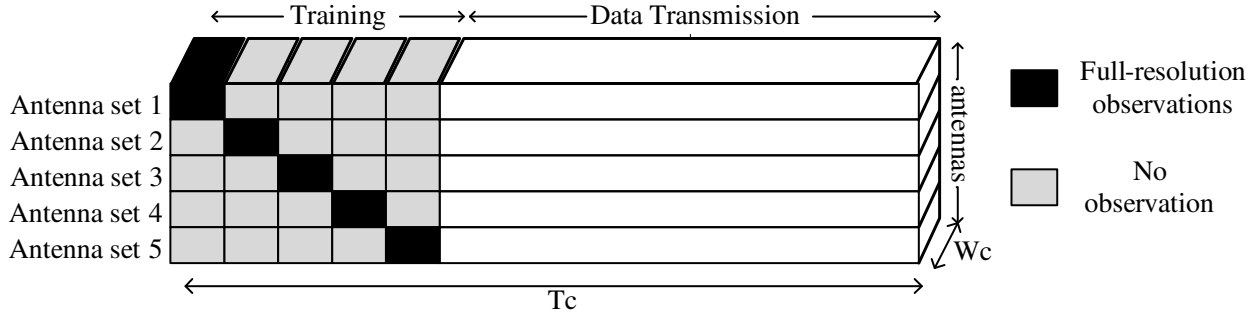 Training
Data Transmission
Antenna set 1
Antenna set 2
Antenna set 3
Antenna set 4
Antenna set 5
antennas
Wc
Tc
Full-resolution
observations
No
observation